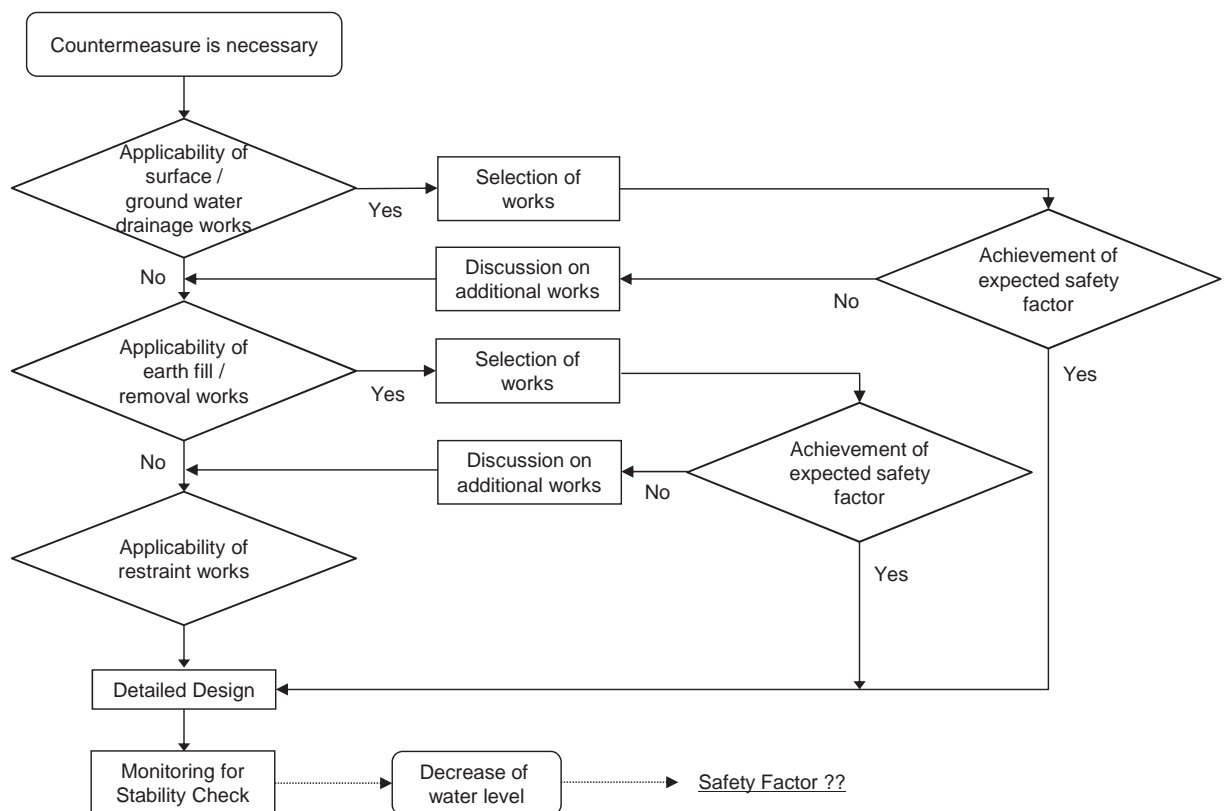 Countermeasure is necessary
Applicability of
surface /
ground water
drainage works
Yes
Selection of
works
Achievement of
expected safety
factor
No
Discussion on
additional works
No
Yes
Applicability of
earth fill /
removal works
Yes
Selection of
works
Achievement of
expected safety
factor
No
Discussion on
additional works
No
Yes
Applicability of
restraint works
Detailed Design
Monitoring for
Stability Check
Decrease of
water level
Safety Factor ??